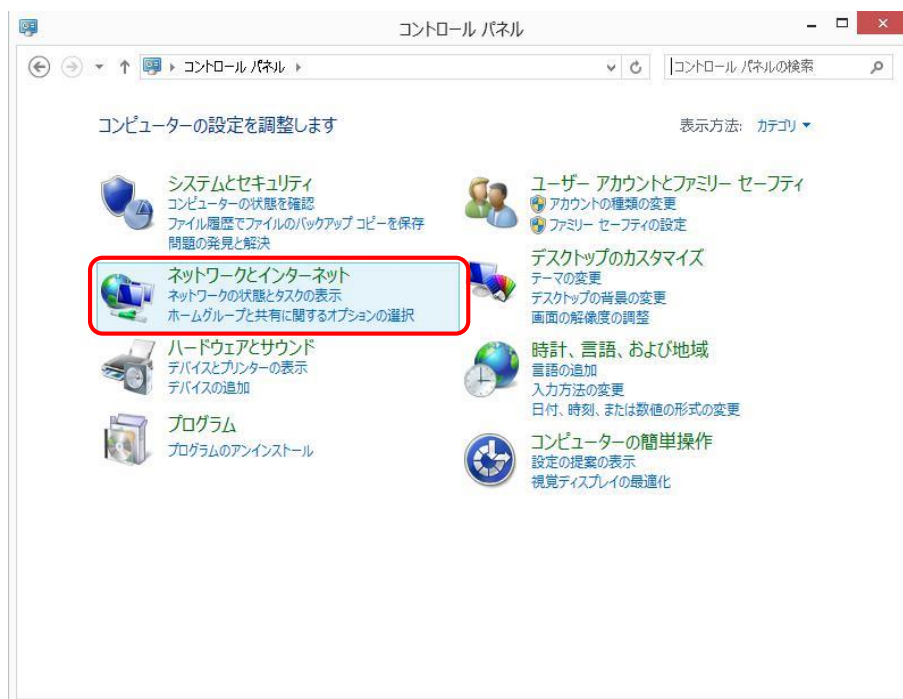 コントロール パネル
コントロール パネル
コントロール パネルの検索
コンピューターの設定を調整します
表示方法: カテゴリ
システムとセキュリティ
コンピューターの状態を確認
ファイル履歴でファイルのバックアップ コピーを保存
問題の発見と解決
ネットワークとインターネット
ネットワークの状態とタスクの表示
ホームグループと共有に関するオプションの選択
ハードウェアとサウンド
デバイスとプリンターの表示
デバイスの追加
プログラム
プログラムのアンインストール
ユーザー アカウントとファミリー セーフティ
アカウントの種類の変更
ファミリー セーフティの設定
デスクトップのカスタマイズ
テーマの変更
デスクトップの背景の変更
画面の解像度の調整
時計、言語、および地域
言語の追加
入力方法の変更
日付、時刻、または数値の形式の変更
コンピューターの簡単操作
設定の提案の表示
視覚ディスプレイの最適化